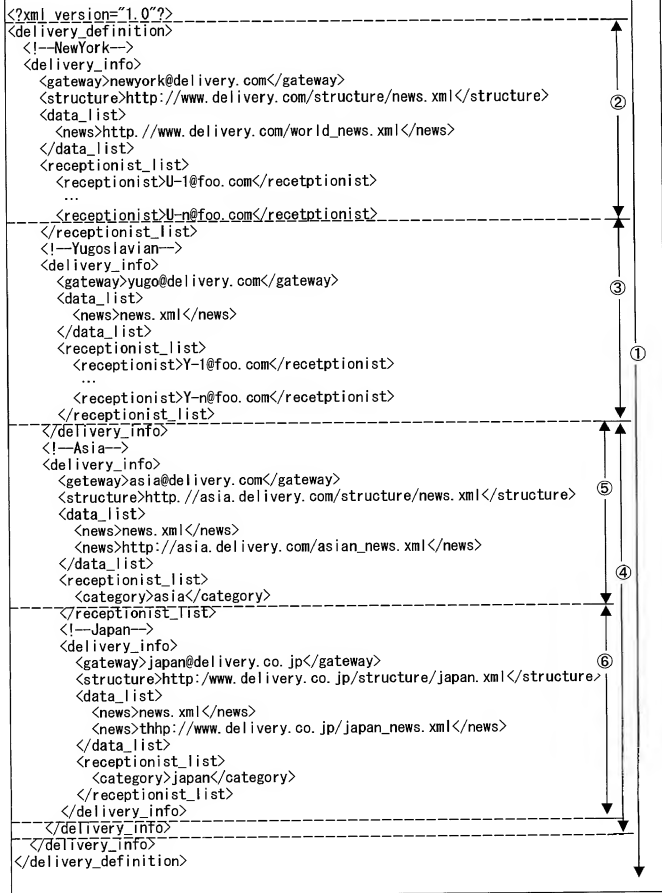 <?xml version="1.0"?>
<delivery_definition>
<!--NewYork-->
<delivery_info>
<gateway>newyork@delivery.com</gateway>
<structure>http://www.delivery.com/structure/news.xml</structure>
<data_list>
<news>http.//www.delivery.com/world_news.xml</news>
</data_list>
<receptionist_list>
<receptionist>U-1@foo.com</recetptionist>
...
<receptionist>U-n@foo.com</recetptionist>
</receptionist_list>
<!--Yugoslavian-->
<delivery_info>
<gateway>yugo@delivery.com</gateway>
<data_list>
<news>news.xml</news>
</data_list>
<receptionist_list>
<receptionist>Y-1@foo.com</recetptionist>
...
<receptionist>Y-n@foo.com</recetptionist>
</receptionist_list>
</delivery_info>
<!--Asia-->
<delivery_info>
<geteway>asia@delivery.com</gateway>
<structure>http.//asia.delivery.com/structure/news.xml</structure>
<data_list>
<news>news.xml</news>
<news>http://asia.delivery.com/asian_news.xml</news>
</data_list>
<receptionist_list>
<category>asia</category>
</receptionist_list>
<!--Japan-->
<delivery_info>
<gateway>japan@delivery.co.jp</gateway>
<structure>http:/www.delivery.co.jp/structure/japan.xml</structure>
<data_list>
<news>news.xml</news>
<news>thhp://www.delivery.co.jp/japan_news.xml</news>
</data_list>
<receptionist_list>
<category>japan</category>
</receptionist_list>
</delivery_info>
</delivery_info>
</delivery_info>
</delivery_definition>
②
③
①
⑤
④
⑥